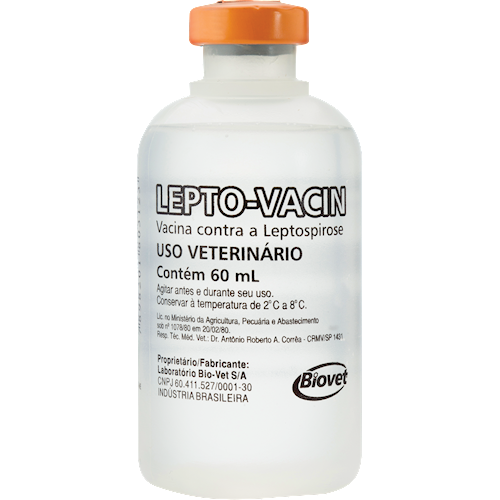 LEPTO-VACIN
Vacina contra a Leptospirose
USO VETERINÁRIO
Contém 60 mL
Agitar antes e durante seu uso.
Conservar à temperatura de 2°C a 8°C.
Lic. no Ministério da Agricultura, Pecuária e Abastecimento
sob nº 1078/80 em 20/02/80.
Resp. Téc. Méd. Vet.: Dr. Antônio Roberto A. Corrêa - CRMV/SP 1431
Proprietário/Fabricante:
Laboratório Bio-Vet S/A
CNPJ 60.411.527/0001-30
INDÚSTRIA BRASILEIRA
Biovet